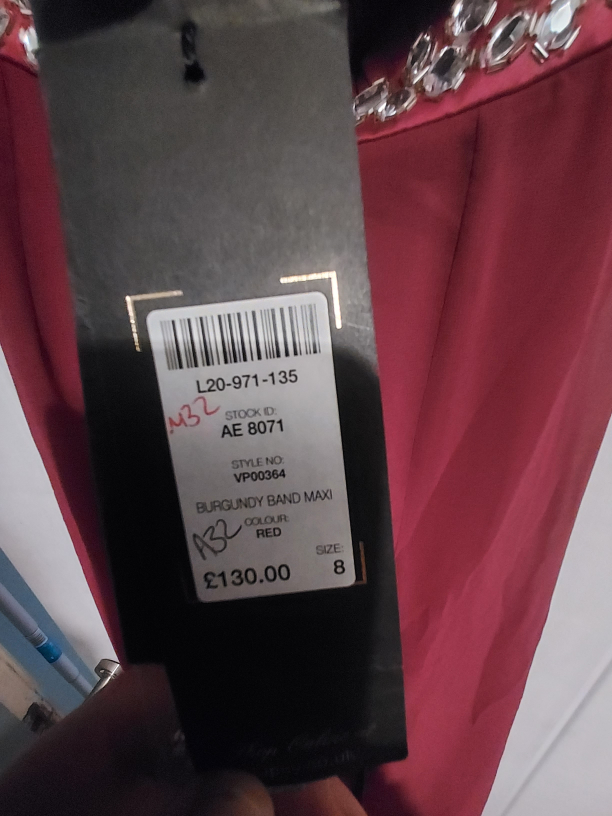 L20-971-135
M32
STOCK ID:
AE 8071
STYLE NO:
VP00364
BURGUNDY BAND MAXI
A32
COLOUR:
RED
SIZE:
£130.00 8